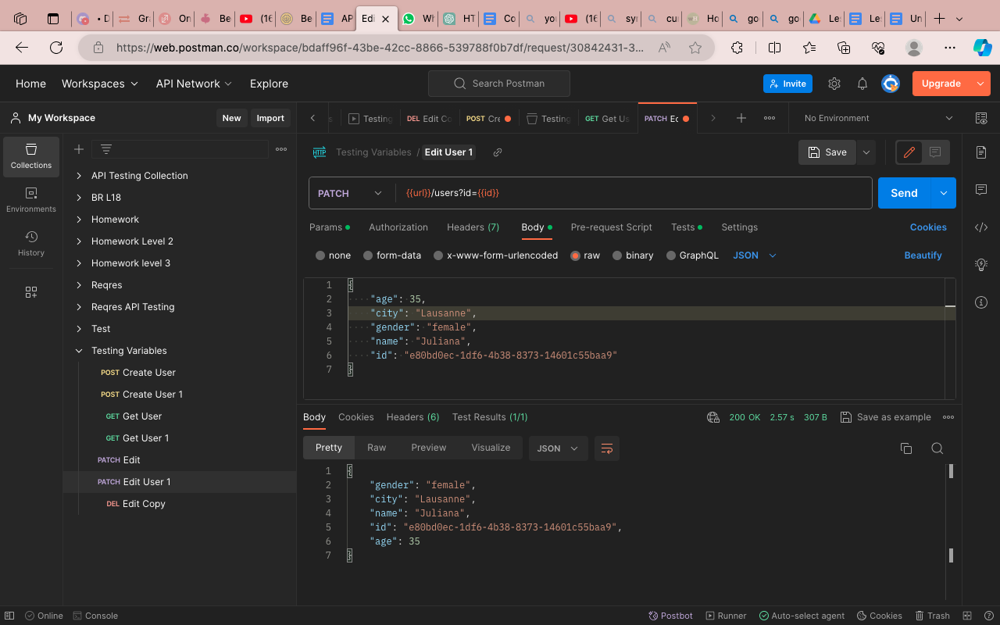 • D
Gra
On
Be
(16
Be
AP
Edi
Wh
HT
Co
yo
(16
syr
cu
Ho
go
go
Le
Le
Un
https://web.postman.co/workspace/bdaff96f-43be-42cc-8866-539788f0b7df/request/30842431-3...
Home Workspaces API Network Explore
Search Postman
Invite
Upgrade
My Workspace
New Import
Testing
DEL Edit Co
POST Cre
Testing
GET Get Us
PATCH Ec
No Environment
Collections
Environments
History
API Testing Collection
BR L18
Homework
Homework Level 2
Homework level 3
Reqres
Reqres API Testing
Test
Testing Variables
POST Create User
POST Create User 1
GET Get User
GET Get User 1
PATCH Edit
PATCH Edit User 1
DEL Edit Copy
HTTP Testing Variables / Edit User 1
Save
PATCH {{url}}/users?id={{id}}
Send
Params Authorization Headers (7) Body Pre-request Script Tests Settings Cookies
none form-data x-www-form-urlencoded raw binary GraphQL JSON Beautify
1 {
2 "age": 35,
3 "city": "Lausanne",
4 "gender": "female",
5 "name": "Juliana",
6 "id": "e80bd0ec-1df6-4b38-8373-14601c55baa9"
7 }
Body Cookies Headers (6) Test Results (1/1) 200 OK 2.57 s 307 B Save as example
Pretty Raw Preview Visualize JSON
1 {
2 "gender": "female",
3 "city": "Lausanne",
4 "name": "Juliana",
5 "id": "e80bd0ec-1df6-4b38-8373-14601c55baa9",
6 "age": 35
7 }
Online Console Postbot Runner Auto-select agent Cookies Trash